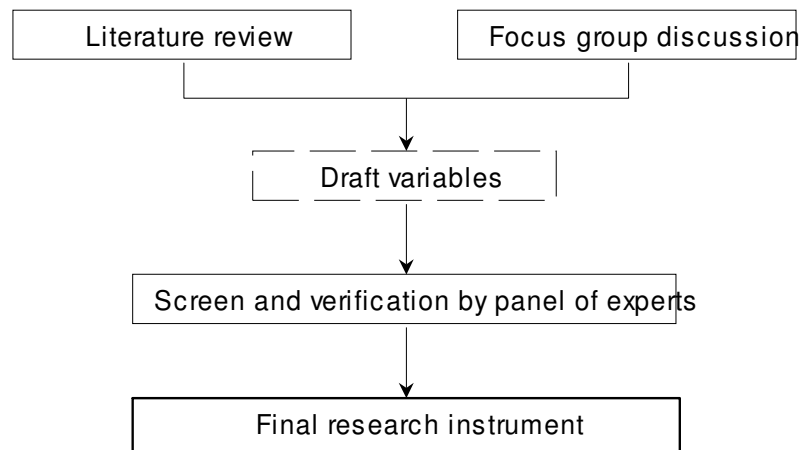 Literature review
Focus group discussion
Draft variables
Screen and verification by panel of experts
Final research instrument